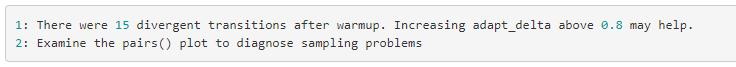 1: There were 15 divergent transitions after warmup. Increasing adapt_delta above 0.8 may help.
2: Examine the pairs() plot to diagnose sampling problems